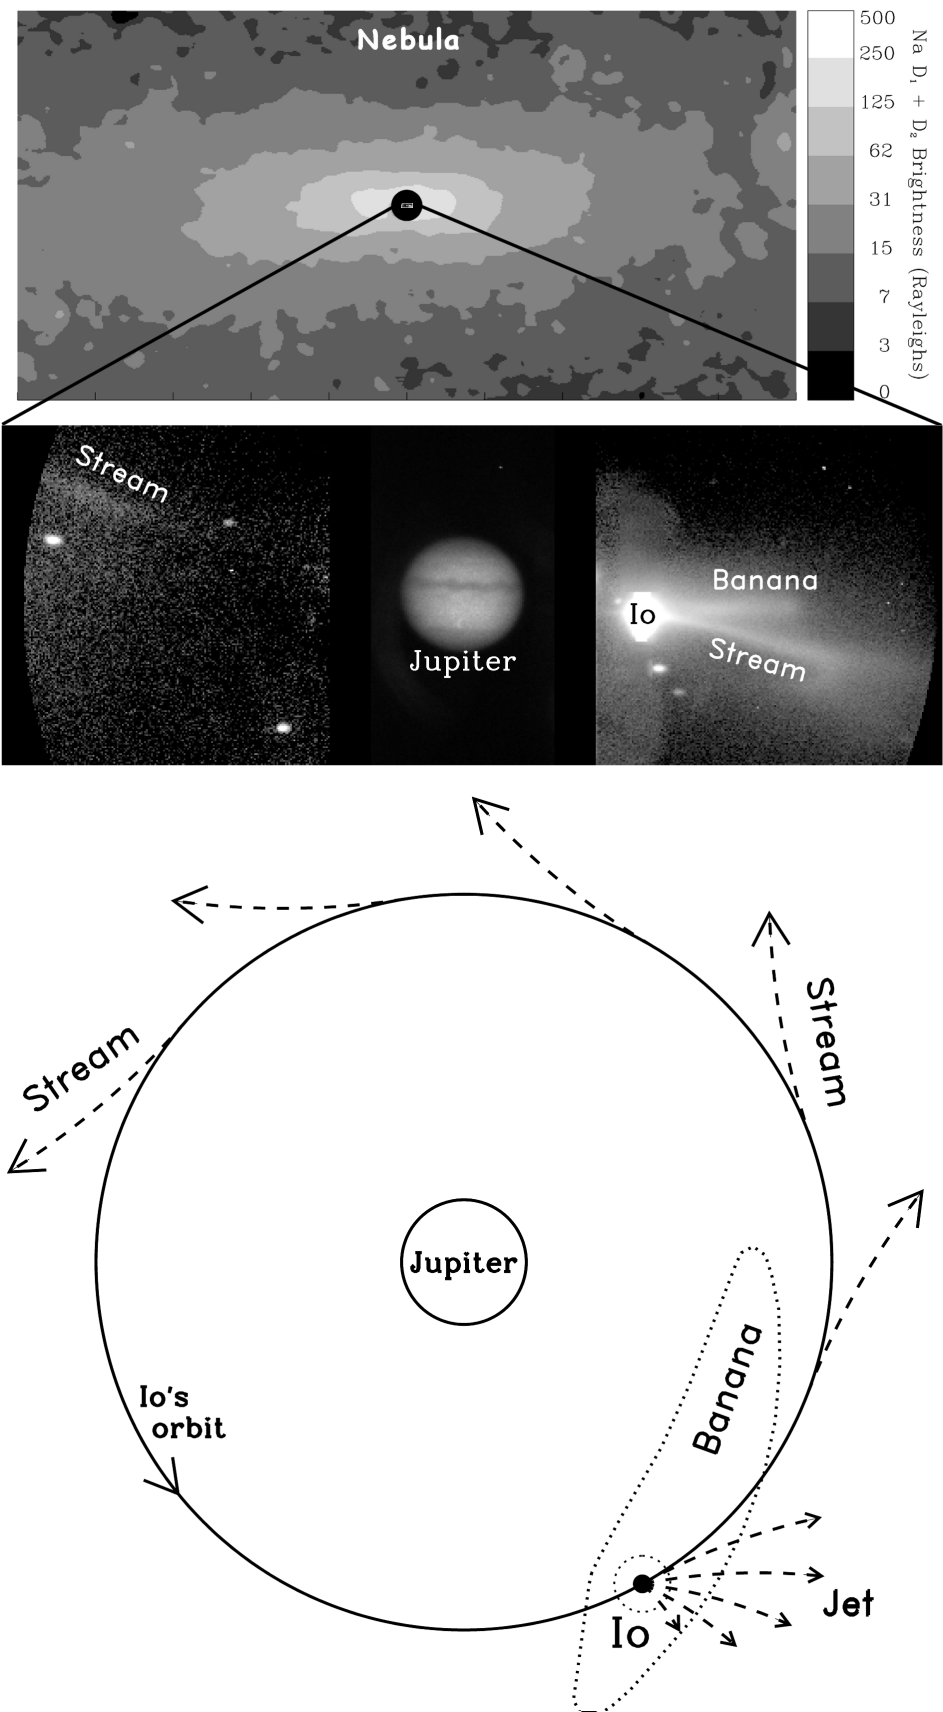 Nebula
500
250
125
62
31
15
7
3
0
Na D₁ + D₂ Brightness (Rayleighs)
Stream
Jupiter
Io
Banana
Stream
Stream
Stream
Jupiter
Banana
Io's
orbit
Io
Jet